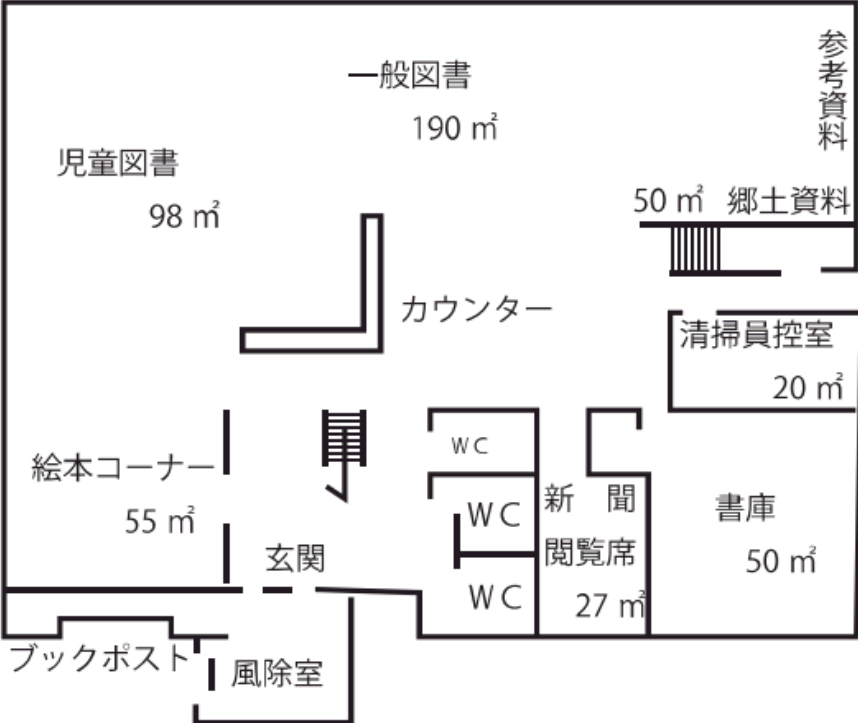 一般図書
190 ㎡
参考資料
児童図書
98 ㎡
50 ㎡ 郷土資料
カウンター
清掃員控室
20 ㎡
WC
絵本コーナー
55 ㎡
WC
新聞
閲覧席
27 ㎡
書庫
50 ㎡
玄関
WC
ブックポスト
風除室